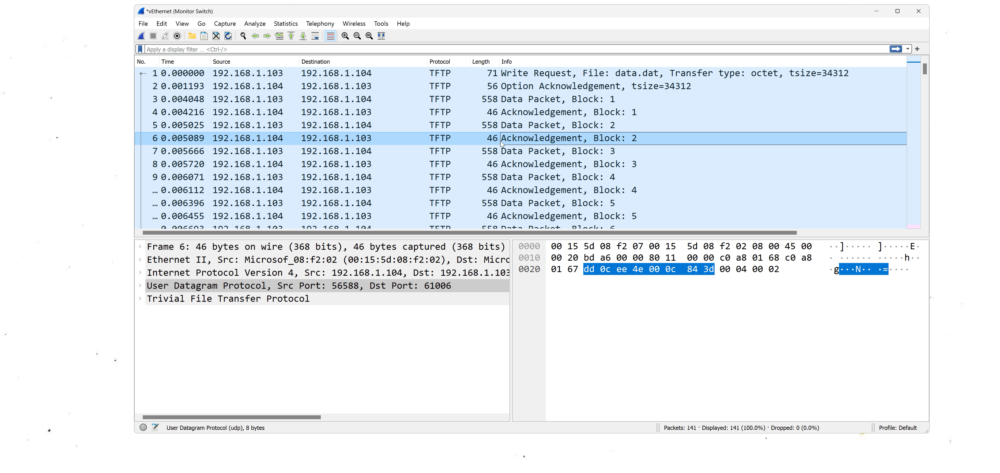 *vEthernet (Monitor Switch)
File Edit View Go Capture Analyze Statistics Telephony Wireless Tools Help
Apply a display filter ... <Ctrl-/>
No. Time Source Destination Protocol Length Info
1 0.000000 192.168.1.103 192.168.1.104 TFTP 71 Write Request, File: data.dat, Transfer type: octet, tsize=34312
2 0.001193 192.168.1.104 192.168.1.103 TFTP 56 Option Acknowledgement, tsize=34312
3 0.004048 192.168.1.103 192.168.1.104 TFTP 558 Data Packet, Block: 1
4 0.004216 192.168.1.104 192.168.1.103 TFTP 46 Acknowledgement, Block: 1
5 0.005025 192.168.1.103 192.168.1.104 TFTP 558 Data Packet, Block: 2
6 0.005089 192.168.1.104 192.168.1.103 TFTP 46 Acknowledgement, Block: 2
7 0.005666 192.168.1.103 192.168.1.104 TFTP 558 Data Packet, Block: 3
8 0.005720 192.168.1.104 192.168.1.103 TFTP 46 Acknowledgement, Block: 3
9 0.006071 192.168.1.103 192.168.1.104 TFTP 558 Data Packet, Block: 4
... 0.006112 192.168.1.104 192.168.1.103 TFTP 46 Acknowledgement, Block: 4
... 0.006396 192.168.1.103 192.168.1.104 TFTP 558 Data Packet, Block: 5
... 0.006455 192.168.1.104 192.168.1.103 TFTP 46 Acknowledgement, Block: 5
Frame 6: 46 bytes on wire (368 bits), 46 bytes captured (368 bits)
Ethernet II, Src: Microsof_08:f2:02 (00:15:5d:08:f2:02), Dst: Micro
Internet Protocol Version 4, Src: 192.168.1.104, Dst: 192.168.1.103
User Datagram Protocol, Src Port: 56588, Dst Port: 61006
Trivial File Transfer Protocol
0000 00 15 5d 08 f2 07 00 15 5d 08 f2 02 08 00 45 00 ··]····· ]·····E·
0010 00 20 bd a6 00 00 80 11 00 00 c0 a8 01 68 c0 a8 · ······ ·····h··
0020 01 67 dd 0c ee 4e 00 0c 84 3d 00 04 00 02 ·g···N·· ·=····
User Datagram Protocol (udp), 8 bytes
Packets: 141 · Displayed: 141 (100.0%) · Dropped: 0 (0.0%)
Profile: Default